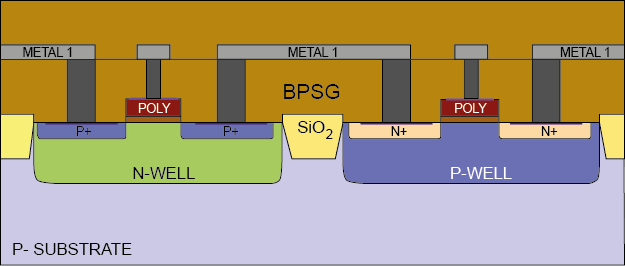 METAL 1
METAL 1
METAL 1
BPSG
POLY
POLY
P+
P+
SiO2
N+
N+
N-WELL
P-WELL
P- SUBSTRATE